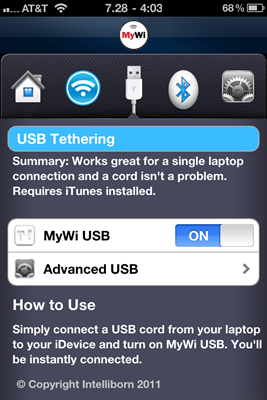 AT&T 7.28 - 4:03 68%
MyWi
USB Tethering
Summary: Works great for a single laptop
connection and a cord isn't a problem.
Requires iTunes installed.
MyWi USB ON
Advanced USB
How to Use
Simply connect a USB cord from your laptop
to your iDevice and turn on MyWi USB. You'll
be instantly connected.
© Copyright Intelliborn 2011